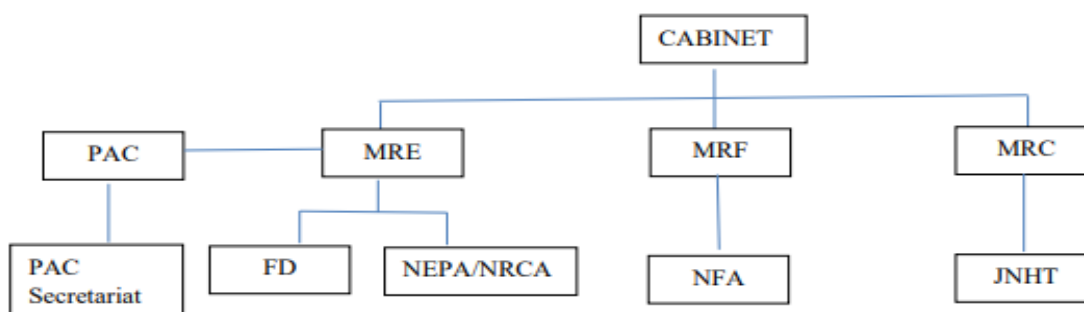 CABINET
PAC
MRE
MRF
MRC
PAC
Secretariat
FD
NEPA/NRCA
NFA
JNHT